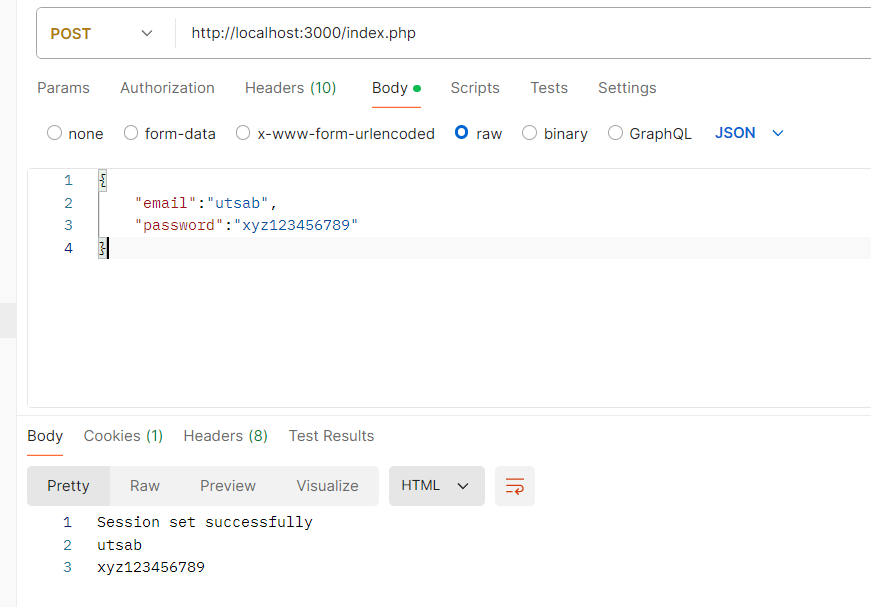 POST http://localhost:3000/index.php
Params Authorization Headers (10) Body Scripts Tests Settings
none form-data x-www-form-urlencoded raw binary GraphQL JSON
1 {
2 "email":"utsab",
3 "password":"xyz123456789"
4 }
Body Cookies (1) Headers (8) Test Results
Pretty Raw Preview Visualize HTML
1 Session set successfully
2 utsab
3 xyz123456789